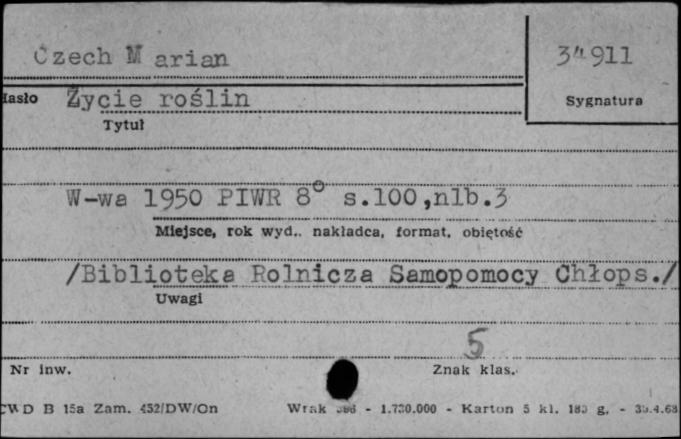 Czech Marian
34911
Hasło Życie roślin
Sygnatura
Tytuł
W-wa 1950 PIWR 8° s.100,nlb.3
Miejsce, rok wyd., nakładca, format, objętość
/Biblioteka Rolnicza Samopomocy Chłops./
Uwagi
5
Nr inw.
Znak klas.
CWD B 15a Zam. 452/DW/On
Wrak - 1.700.000 - Karton 5 kl. g. -